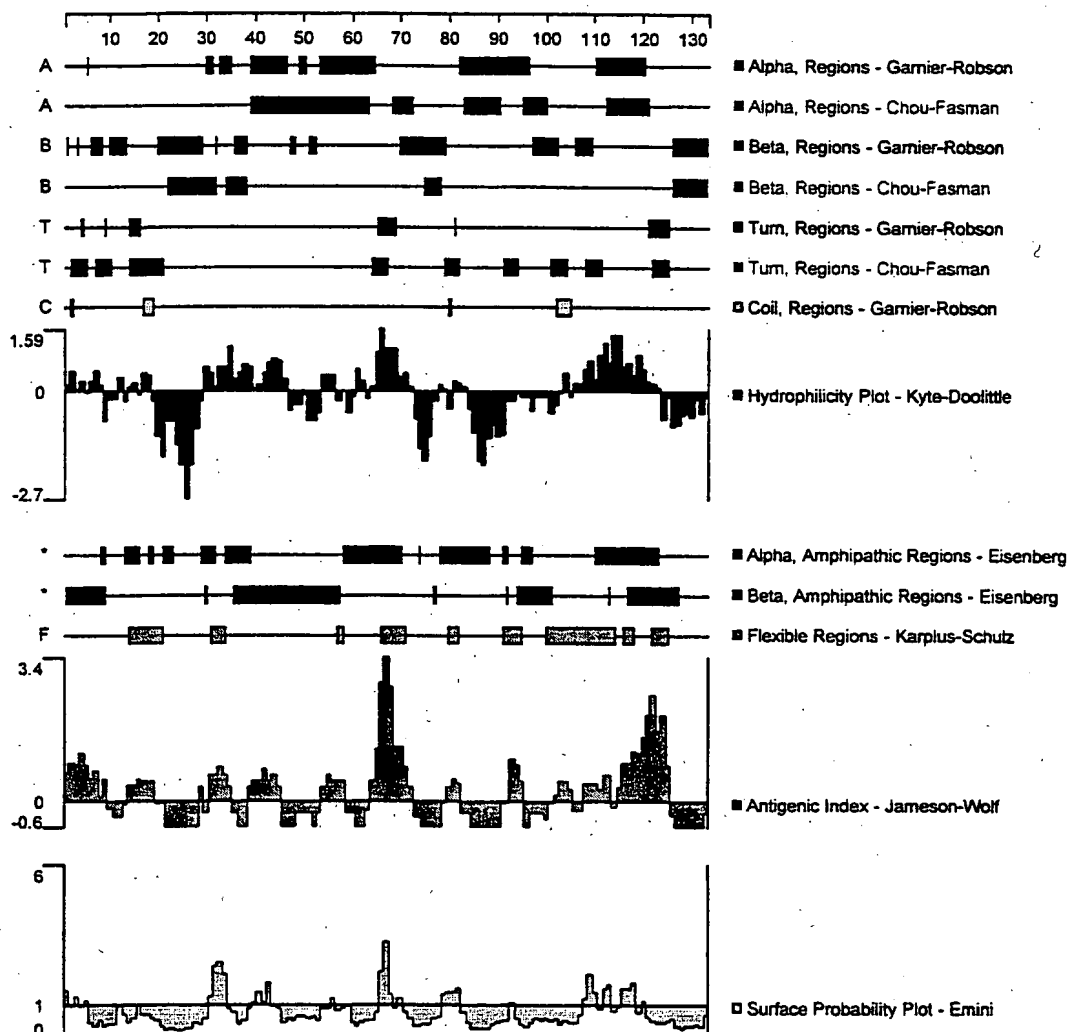 10 20 30 40 50 60 70 80 90 100 110 120 130
A Alpha, Regions - Garnier-Robson
A Alpha, Regions - Chou-Fasman
B Beta, Regions - Garnier-Robson
B Beta, Regions - Chou-Fasman
T Turn, Regions - Garnier-Robson
T Turn, Regions - Chou-Fasman
C Coil, Regions - Garnier-Robson
1.59
0 Hydrophilicity Plot - Kyte-Doolittle
-2.7
* Alpha, Amphipathic Regions - Eisenberg
* Beta, Amphipathic Regions - Eisenberg
F Flexible Regions - Karplus-Schulz
3.4
0 Antigenic Index - Jameson-Wolf
-0.6
6
1 Surface Probability Plot - Emini
0